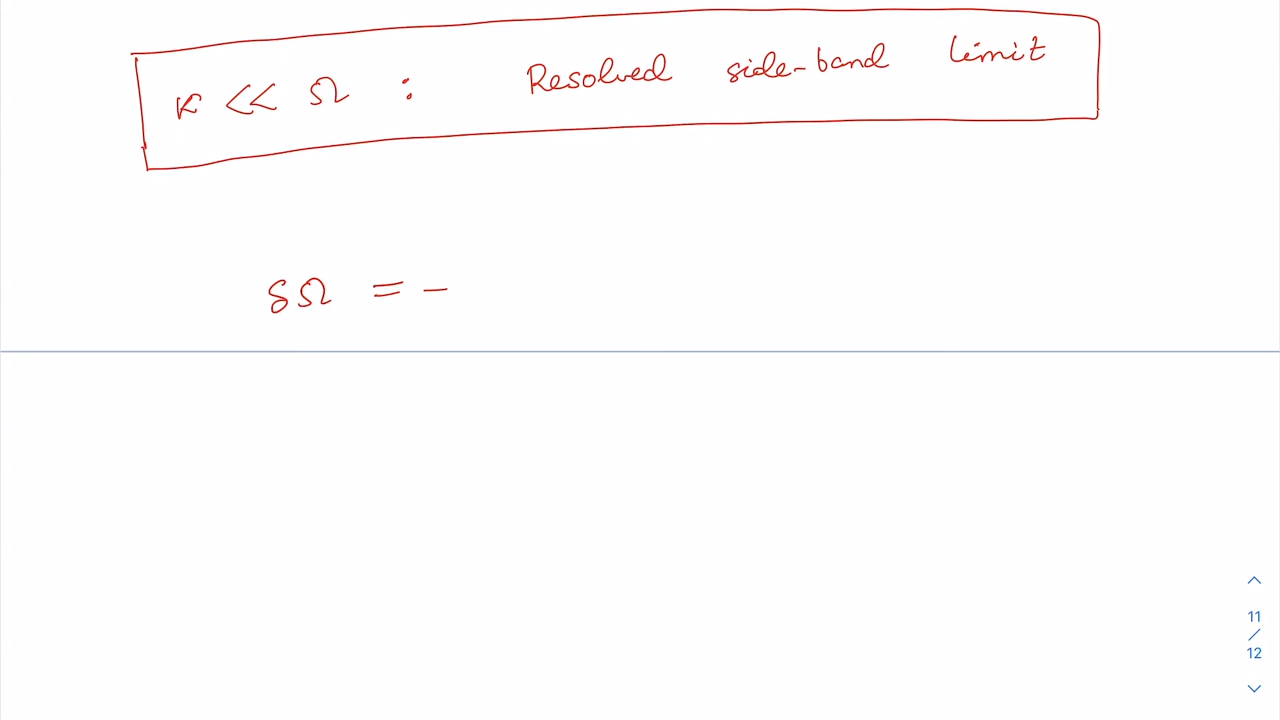 κ << Ω : Resolved side-band limit
δΩ = -
11
/
12